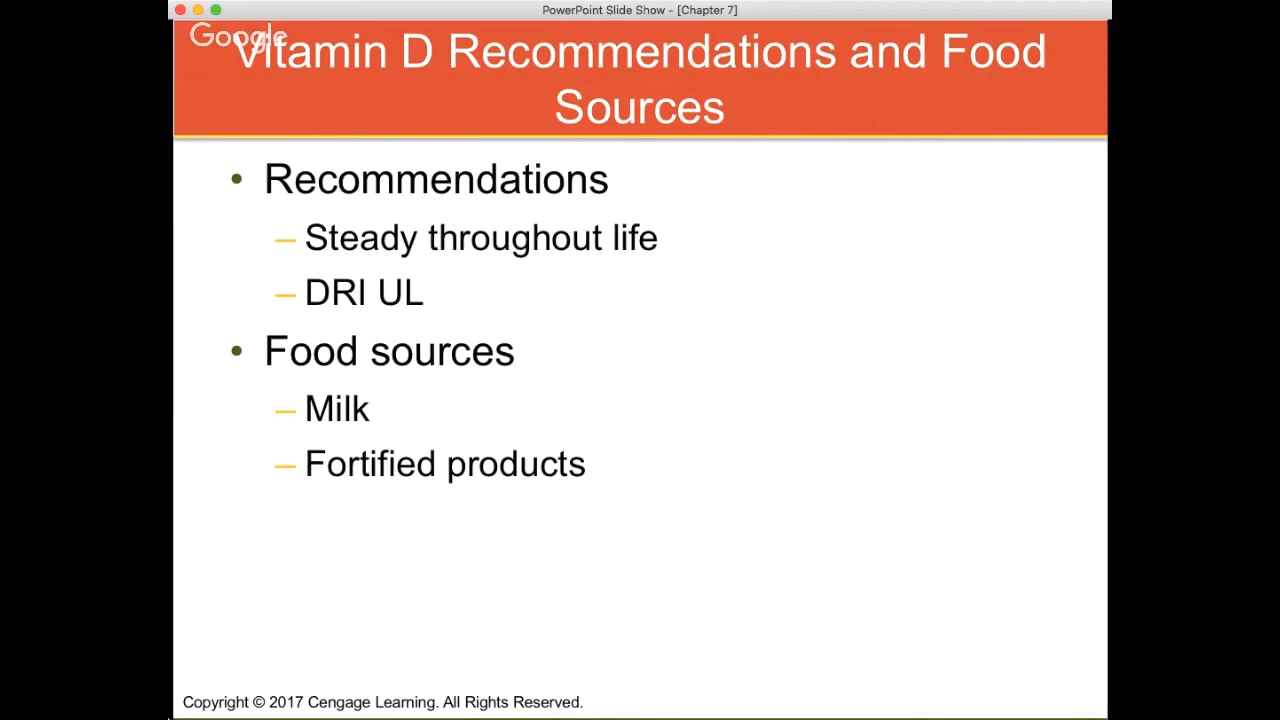 PowerPoint Slide Show - [Chapter 7]
Google
Vitamin D Recommendations and Food
Sources
• Recommendations
– Steady throughout life
– DRI UL
• Food sources
– Milk
– Fortified products
Copyright © 2017 Cengage Learning. All Rights Reserved.